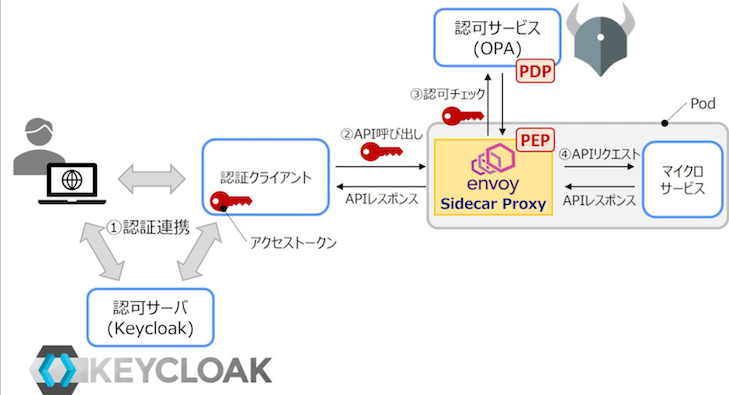 認可サービス
(OPA)
PDP
③認可チェック
Pod
②API呼び出し
PEP
④APIリクエスト
認証クライアント
envoy
Sidecar Proxy
マイクロ
サービス
APIレスポンス
APIレスポンス
①認証連携
アクセストークン
認可サーバ
(Keycloak)
KEYCLOAK